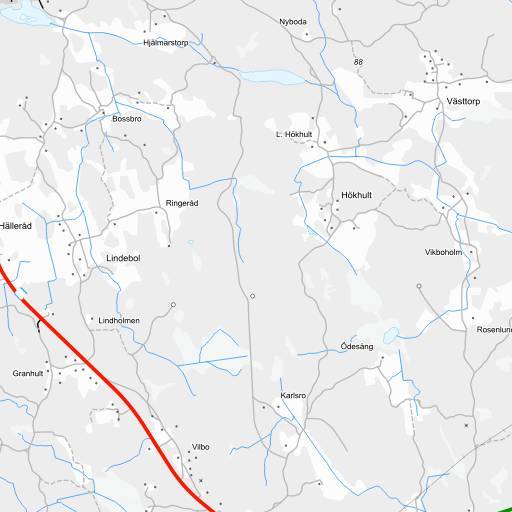 Nyboda
Hjälmarstorp
88
Västtorp
Bossbro
L. Hökhult
Hökhult
Ringeråd
Hälleråd
Lindebol
Vikboholm
Lindholmen
Rosenlund
Ödesäng
Granhult
Karlsro
Vilbo